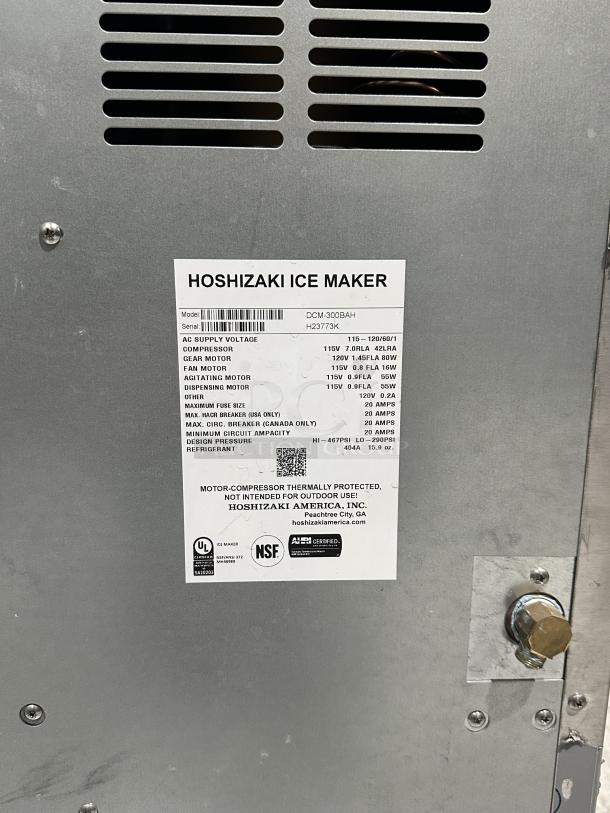 HOSHIZAKI ICE MAKER
Model: DCM-300BAH
Serial: H23773K
AC SUPPLY VOLTAGE 115-120/60/1
COMPRESSOR 115V 7.0RLA 42LRA
GEAR MOTOR 120V 1.45FLA 80W
FAN MOTOR 115V 0.8 FLA 16W
AGITATING MOTOR 115V 0.9FLA 55W
DISPENSING MOTOR 115V 0.9FLA 55W
OTHER 120V 0.2A
MAXIMUM FUSE SIZE 20 AMPS
MAX. HACR BREAKER (USA ONLY) 20 AMPS
MAX. CIRC. BREAKER (CANADA ONLY) 20 AMPS
MINIMUM CIRCUIT AMPACITY 20 AMPS
DESIGN PRESSURE HI-467PSI LO-290PSI
REFRIGERANT 404A 15.9 oz.
MOTOR-COMPRESSOR THERMALLY PROTECTED,
NOT INTENDED FOR OUTDOOR USE!
HOSHIZAKI AMERICA, INC.
Peachtree City, GA
hoshizakiamerica.com
UL
ICE MAKER
NSF/ANSI 372
NSF
CERTIFIED